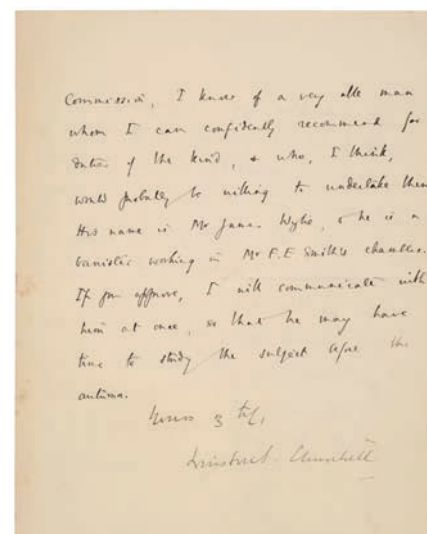 Commission, I know of a very able man
whom I can confidently recommend for
duties of the kind, & who, I think,
would probably be willing to undertake them
His name is Mr James Wylie, & he is a
barrister working in Mr F.E Smith's chambers.
If you approve, I will communicate with
him at once, so that he may have
time to study the subject before the
autumn.
Yours
Winston S. Churchill